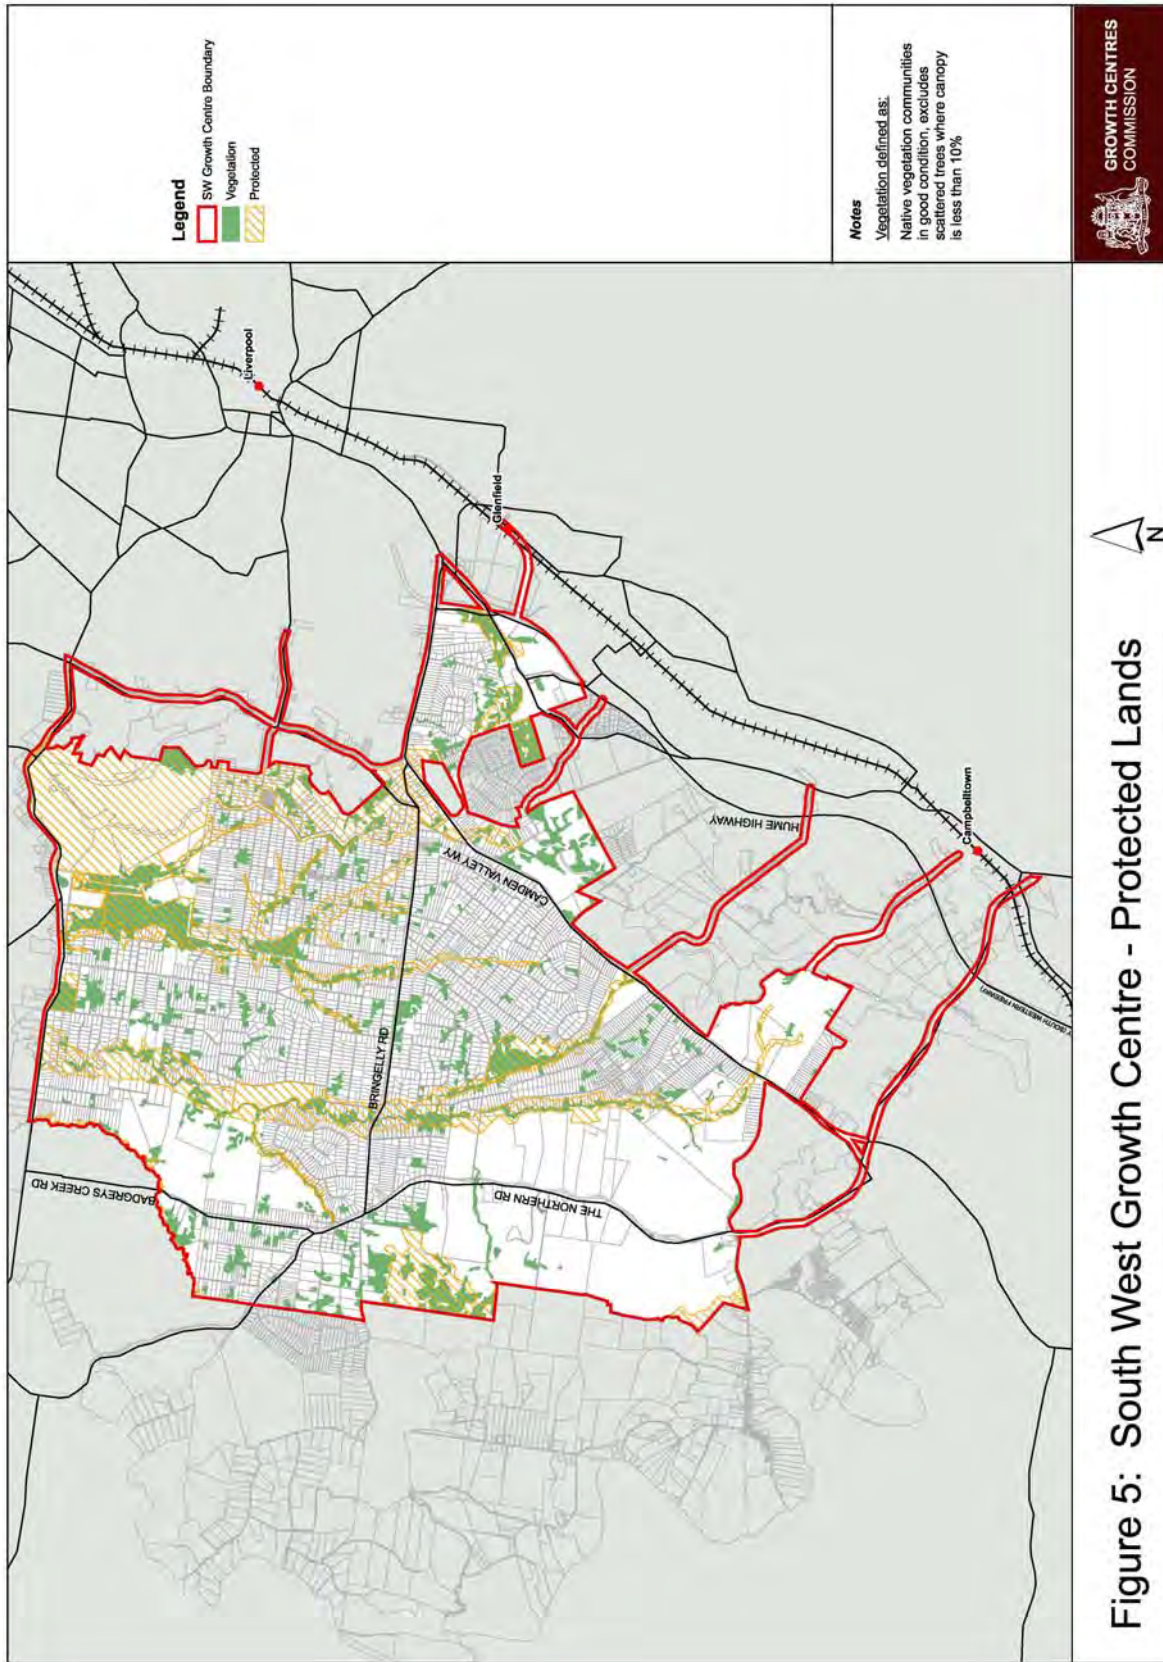 Legend
SW Growth Centre Boundary
Vegetation
Protected
Liverpool
Glenfield
HUME HIGHWAY
Campbelltown
CAMDEN VALLEY WY
BRINGELLY RD
BADGREYS CREEK RD
THE NORTHERN RD
(SOUTH WESTERN FREEWAY)
Notes
Vegetation defined as:
Native vegetation communities
in good condition, excludes
scattered trees where canopy
is less than 10%
Figure 5: South West Growth Centre - Protected Lands
N
GROWTH CENTRES
COMMISSION